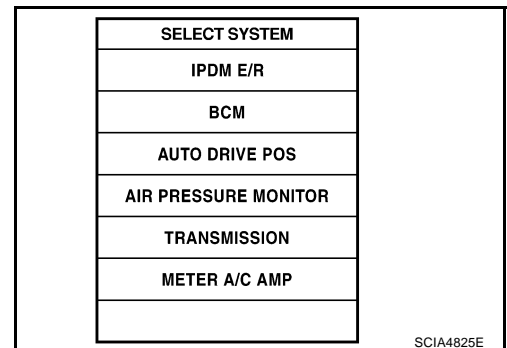 SELECT SYSTEM
IPDM E/R
BCM
AUTO DRIVE POS
AIR PRESSURE MONITOR
TRANSMISSION
METER A/C AMP
SCIA4825E